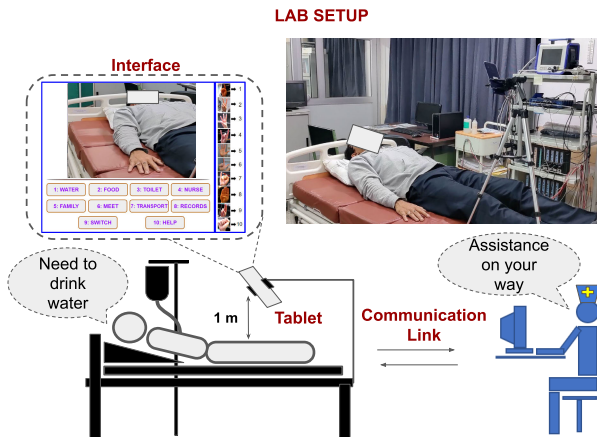 LAB SETUP
Interface
1
2
3
4
5
6
7
8
9
10
1: WATER
2: FOOD
3: TOILET
4: NURSE
5: FAMILY
6: MEET
7: TRANSPORT
8: RECORDS
9: SWITCH
10: HELP
Need to
drink
water
1 m
Tablet
Communication
Link
Assistance
on your
way